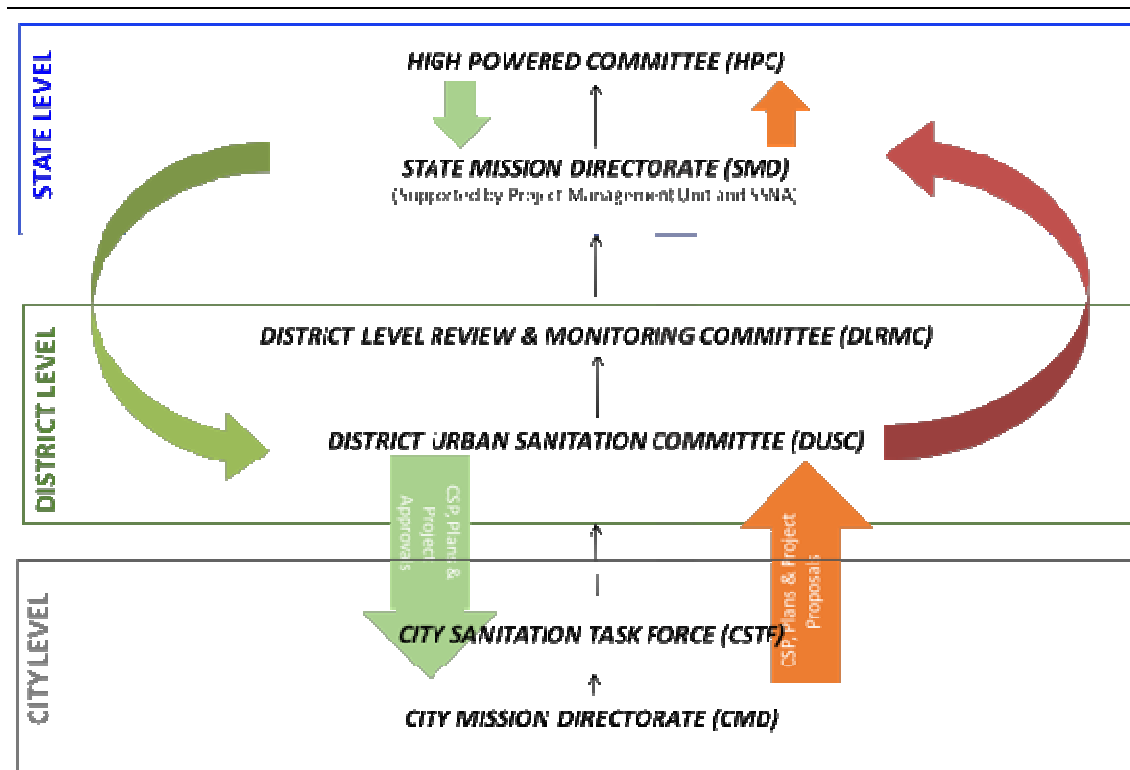 STATE LEVEL
HIGH POWERED COMMITTEE (HPC)
STATE MISSION DIRECTORATE (SMD)
(Supported by Project Management Unit and SSNA)
DISTRICT LEVEL
DISTRICT LEVEL REVIEW & MONITORING COMMITTEE (DLRMC)
DISTRICT URBAN SANITATION COMMITTEE (DUSC)
CSP, Plans &
Project
Approvals
CSP, Plans & Project
Proposals
CITY LEVEL
CITY SANITATION TASK FORCE (CSTF)
CITY MISSION DIRECTORATE (CMD)